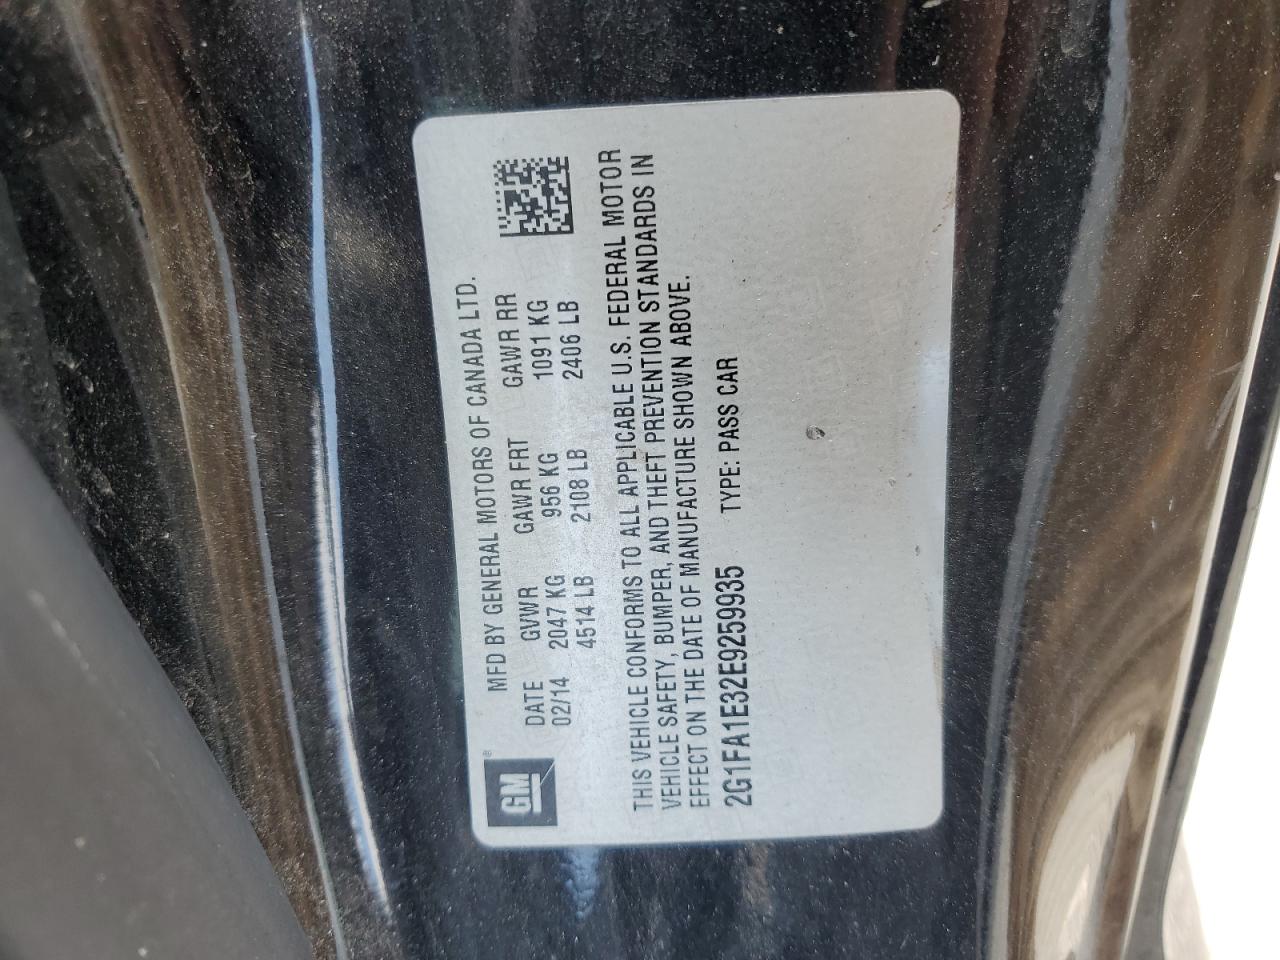 GM®
MFD BY GENERAL MOTORS OF CANADA LTD.
DATE GVWR GAWR FRT GAWR RR
02/14 2047 KG 956 KG 1091 KG
4514 LB 2108 LB 2406 LB
THIS VEHICLE CONFORMS TO ALL APPLICABLE U.S. FEDERAL MOTOR
VEHICLE SAFETY, BUMPER, AND THEFT PREVENTION STANDARDS IN
EFFECT ON THE DATE OF MANUFACTURE SHOWN ABOVE.
2G1FA1E32E9259935 TYPE: PASS CAR